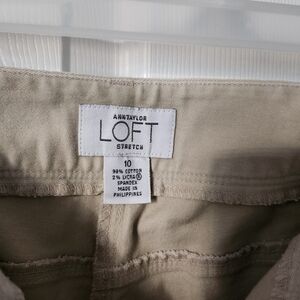 ANN TAYLOR
LOFT
STRETCH
10
98% COTTON
2% LYCRA®
SPANDEX
MADE IN
PHILIPPINES